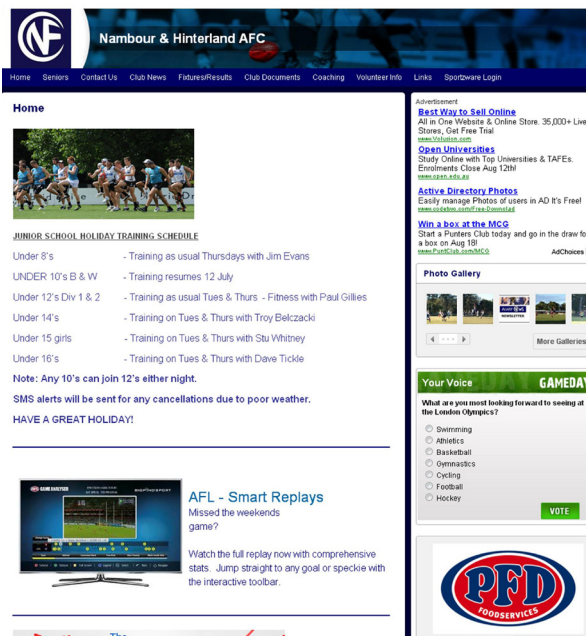 NF
Nambour & Hinterland AFC
Home Seniors Contact Us Club News Fixtures/Results Club Documents Coaching Volunteer Info Links Sportzware Login
Home
JUNIOR SCHOOL HOLIDAY TRAINING SCHEDULE
Under 8's - Training as usual Thursdays with Jim Evans
UNDER 10's B & W - Training resumes 12 July
Under 12's Div 1 & 2 - Training as usual Tues & Thurs - Fitness with Paul Gillies
Under 14's - Training on Tues & Thurs with Troy Belczacki
Under 15 girls - Training on Tues & Thurs with Stu Whitney
Under 16's - Training on Tues & Thurs with Dave Tickle
Note: Any 10's can join 12's either night.
SMS alerts will be sent for any cancellations due to poor weather.
HAVE A GREAT HOLIDAY!
AFL - Smart Replays
Missed the weekends
game?
Watch the full replay now with comprehensive
stats. Jump straight to any goal or speckie with
the interactive toolbar.
The
Advertisement
Best Way to Sell Online
All in One Website & Online Store. 35,000+ Live
Stores, Get Free Trial
www.Volusion.com
Open Universities
Study Online with Top Universities & TAFEs.
Enrolments Close Aug 12th!
www.open.edu.au
Active Directory Photos
Easily manage Photos of users in AD It's Free!
www.codetwo.com/Free-Download
Win a box at the MCG
Start a Punters Club today and go in the draw fo
a box on Aug 18!
www.PuntClub.com/MCG AdChoices
Photo Gallery
NEWSLETTER
More Galleries
Your Voice GAMEDAY
What are you most looking forward to seeing at
the London Olympics?
Swimming
Athletics
Basketball
Gymnastics
Cycling
Football
Hockey
VOTE
PFD
FOODSERVICES